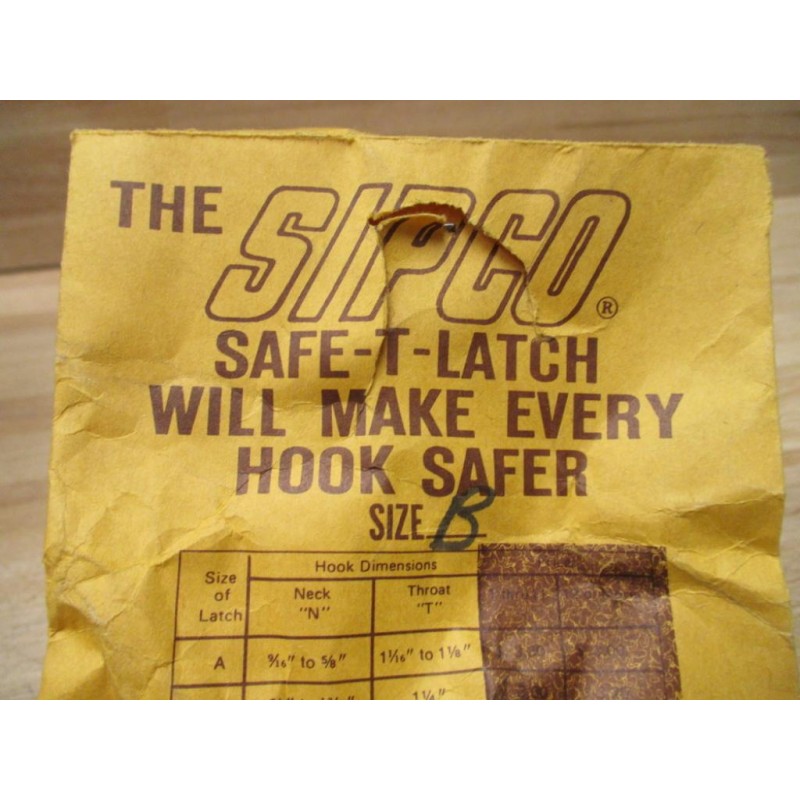 THE SIPCO®
SAFE-T-LATCH
WILL MAKE EVERY
HOOK SAFER
SIZE B
Size of Latch
Hook Dimensions
Neck "N"
Throat "T"
A 9/16" to 5/8" 1 1/16" to 1 1/8"
1 1/4"